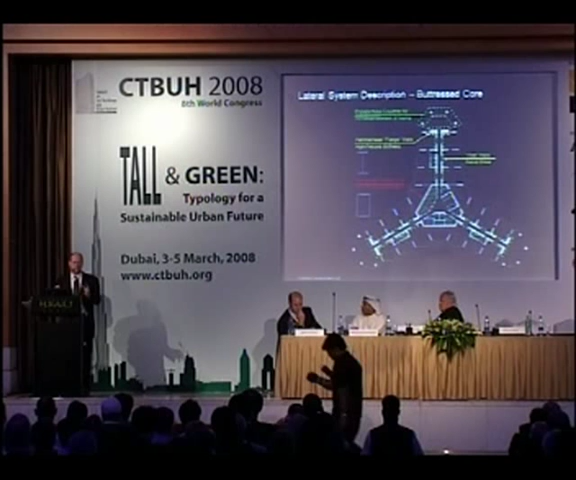 CTBUH 2008
8th World Congress
Lateral System Description – Buttressed Core
TALL & GREEN:
Typology for a
Sustainable Urban Future
Dubai, 3-5 March, 2008
www.ctbuh.org